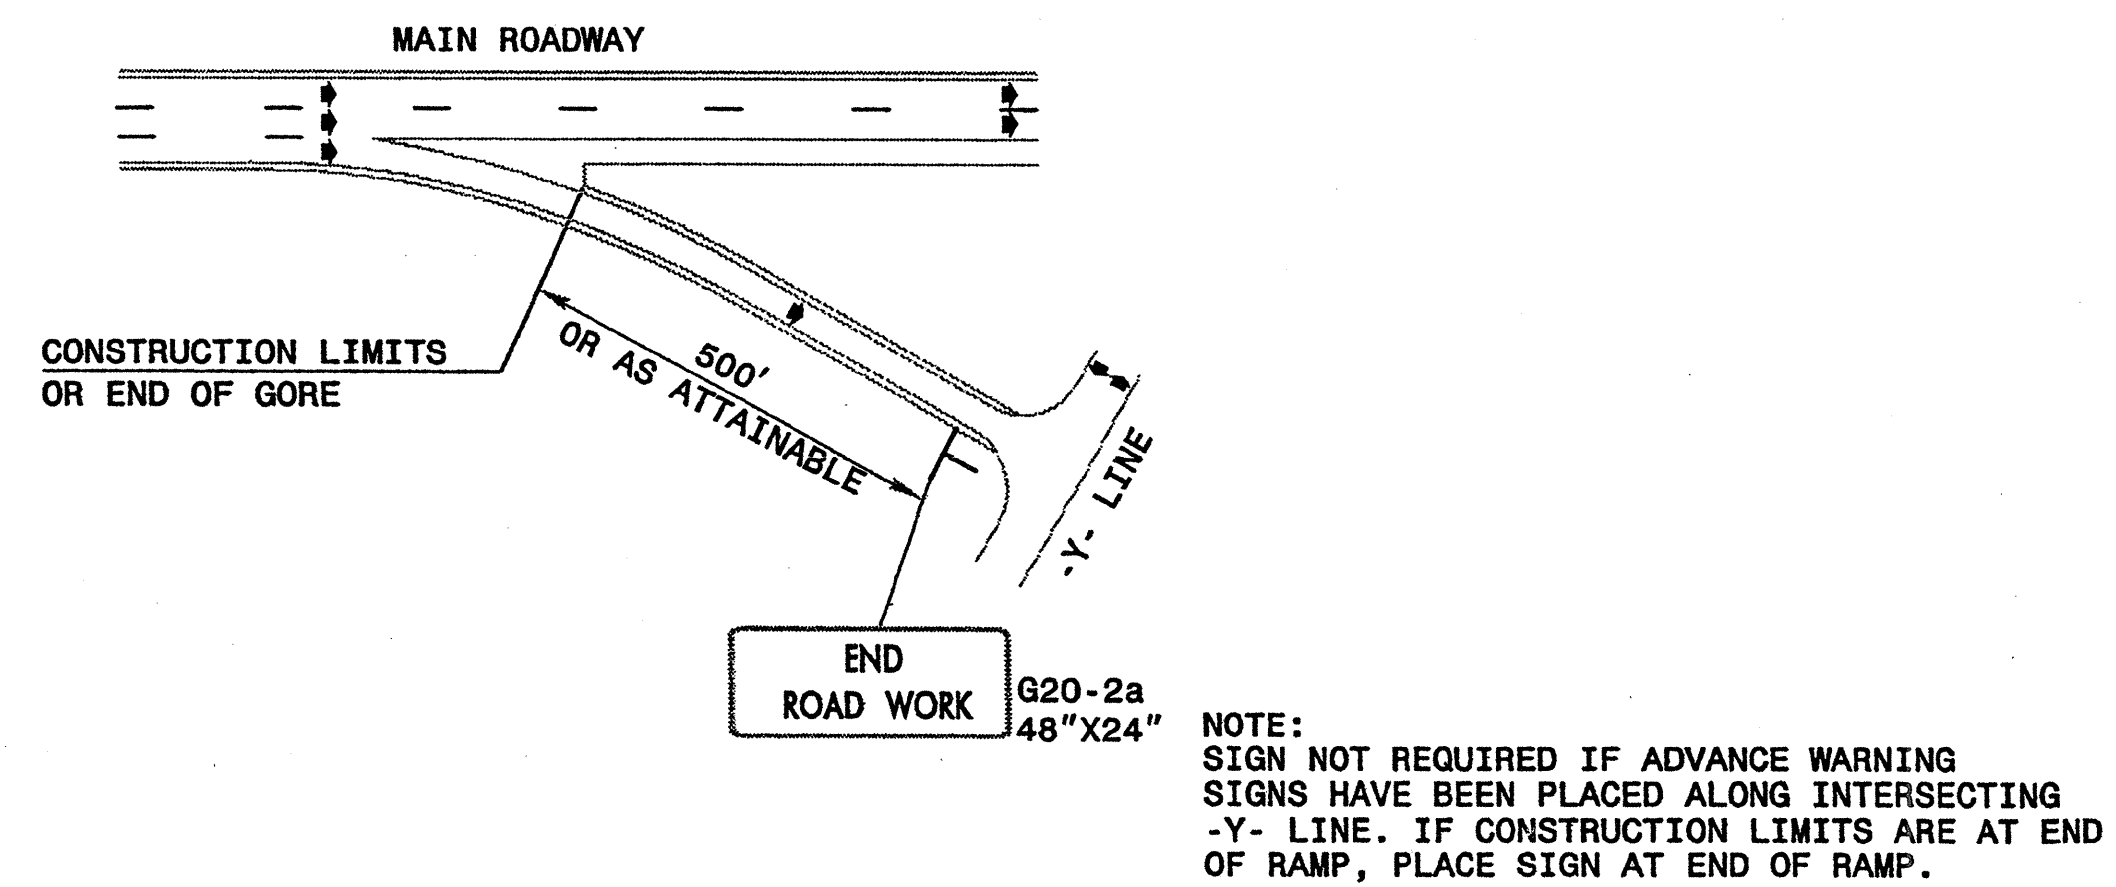 MAIN ROADWAY
CONSTRUCTION LIMITS
OR END OF GORE
500'
OR AS ATTAINABLE
-Y- LINE
END
ROAD WORK
G20-2a
48"X24"
NOTE:
SIGN NOT REQUIRED IF ADVANCE WARNING
SIGNS HAVE BEEN PLACED ALONG INTERSECTING
-Y- LINE. IF CONSTRUCTION LIMITS ARE AT END
OF RAMP, PLACE SIGN AT END OF RAMP.